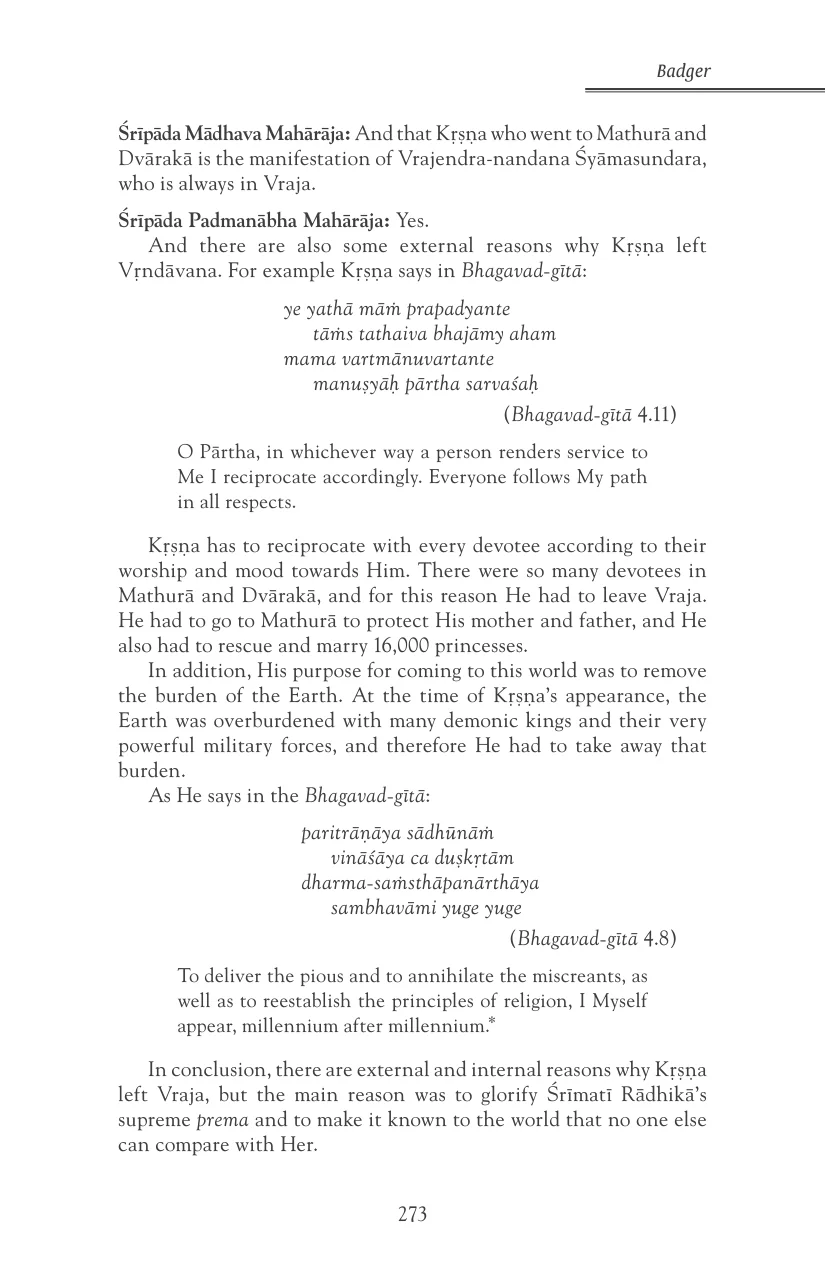 Badger
Śrīpāda Mādhava Mahārāja: And that Kṛṣṇa who went to Mathurā and
Dvārakā is the manifestation of Vrajendra-nandana Śyāmasundara,
who is always in Vraja.
Śrīpāda Padmanābha Mahārāja: Yes.
And there are also some external reasons why Kṛṣṇa left
Vṛndāvana. For example Kṛṣṇa says in Bhagavad-gītā:
ye yathā māṁ prapadyante
tāṁs tathaiva bhajāmy aham
mama vartmānuvartante
manuṣyāḥ pārtha sarvaśaḥ
(Bhagavad-gītā 4.11)
O Pārtha, in whichever way a person renders service to
Me I reciprocate accordingly. Everyone follows My path
in all respects.
Kṛṣṇa has to reciprocate with every devotee according to their
worship and mood towards Him. There were so many devotees in
Mathurā and Dvārakā, and for this reason He had to leave Vraja.
He had to go to Mathurā to protect His mother and father, and He
also had to rescue and marry 16,000 princesses.
In addition, His purpose for coming to this world was to remove
the burden of the Earth. At the time of Kṛṣṇa’s appearance, the
Earth was overburdened with many demonic kings and their very
powerful military forces, and therefore He had to take away that
burden.
As He says in the Bhagavad-gītā:
paritrāṇāya sādhūnāṁ
vināśāya ca duṣkṛtām
dharma-saṁsthāpanārthāya
sambhavāmi yuge yuge
(Bhagavad-gītā 4.8)
To deliver the pious and to annihilate the miscreants, as
well as to reestablish the principles of religion, I Myself
appear, millennium after millennium.*
In conclusion, there are external and internal reasons why Kṛṣṇa
left Vraja, but the main reason was to glorify Śrīmatī Rādhikā’s
supreme prema and to make it known to the world that no one else
can compare with Her.
273